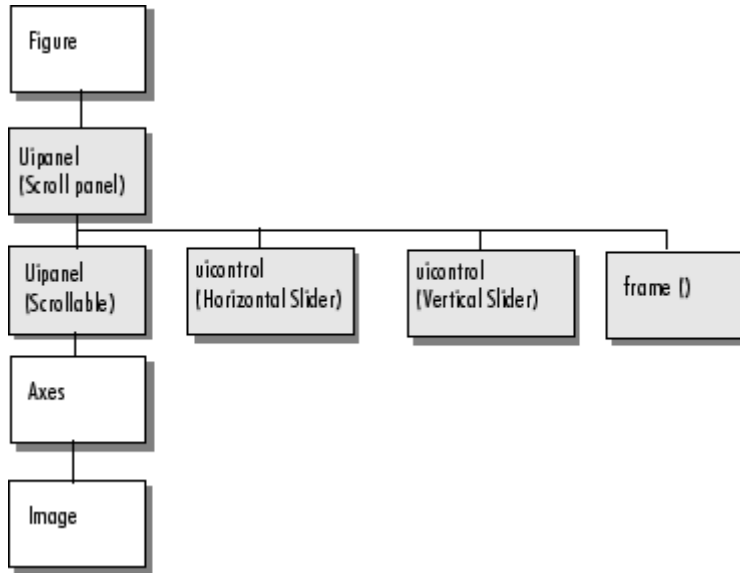 Figure
Uipanel
(Scroll panel)
Uipanel
(Scrollable)
uicontrol
(Horizontal Slider)
uicontrol
(Vertical Slider)
frame ()
Axes
Image